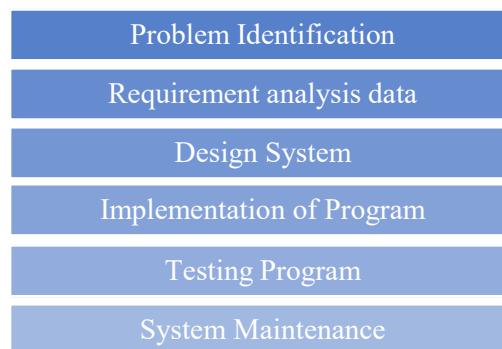 Problem Identification
Requirement analysis data
Design System
Implementation of Program
Testing Program
System Maintenance